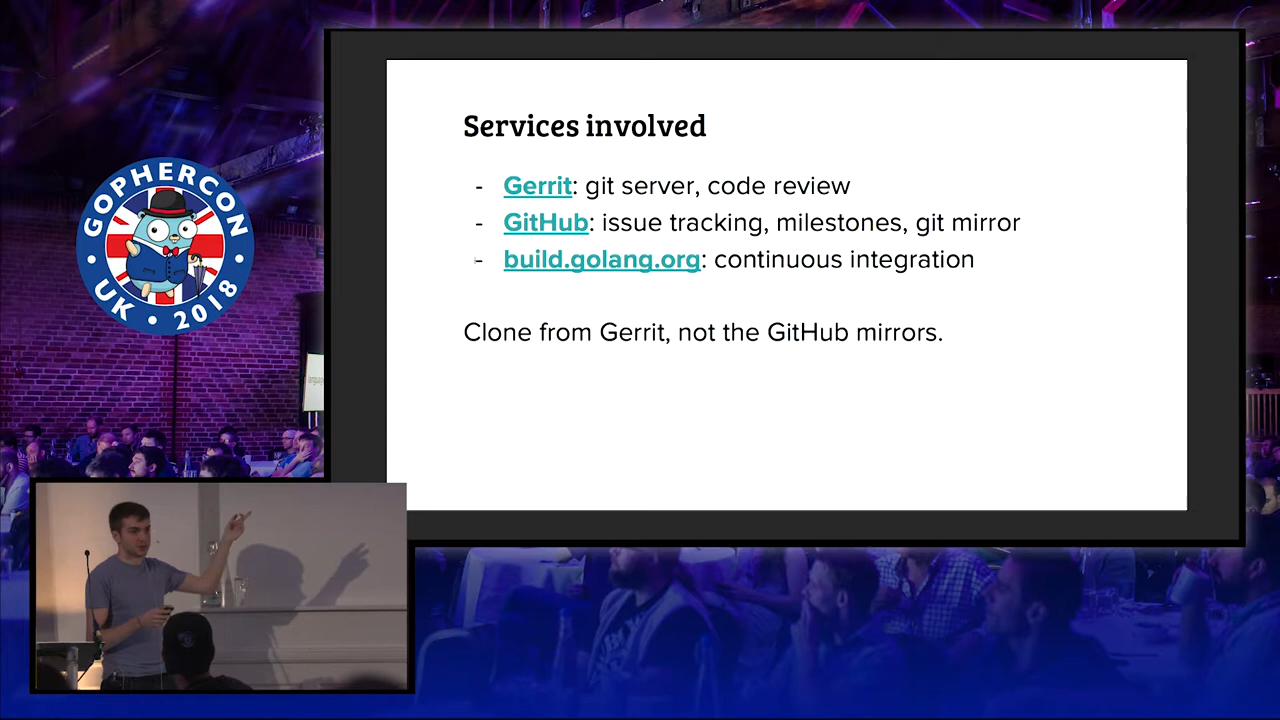 GOPHERCON
UK • 2018
Services involved
- Gerrit: git server, code review
- GitHub: issue tracking, milestones, git mirror
- build.golang.org: continuous integration
Clone from Gerrit, not the GitHub mirrors.